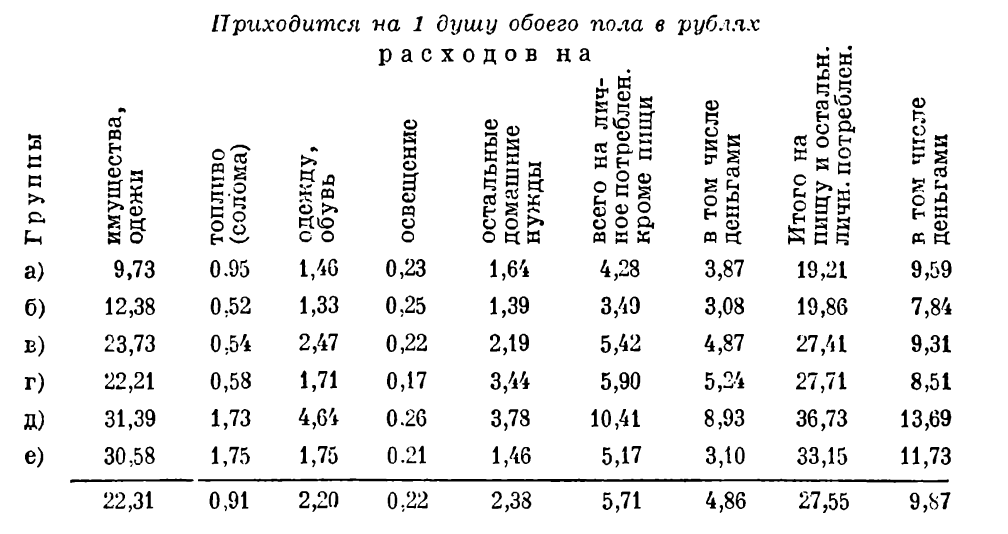 Приходится на 1 душу обоего пола в рублях
расходов на
Группы
имущества, одежи
топливо (солома)
одежду, обувь
освещение
остальные домашние нужды
всего на личное потреблен. кроме пищи
в том числе деньгами
Итого на пищу и остальн. личн. потреблен.
в том числе деньгами
а) 9,73 0.95 1,46 0,23 1,64 4,28 3,87 19,21 9,59
б) 12,38 0,52 1,33 0,25 1,39 3,49 3,08 19,86 7,84
в) 23,73 0,54 2,47 0,22 2,19 5,42 4,87 27,41 9,31
г) 22,21 0,58 1,71 0,17 3,44 5,90 5,24 27,71 8,51
д) 31,39 1,73 4,64 0.26 3,78 10,41 8,93 36,73 13,69
е) 30,58 1,75 1,75 0.21 1,46 5,17 3,10 33,15 11,73
22,31 0,91 2,20 0,22 2,38 5,71 4,86 27,55 9,87